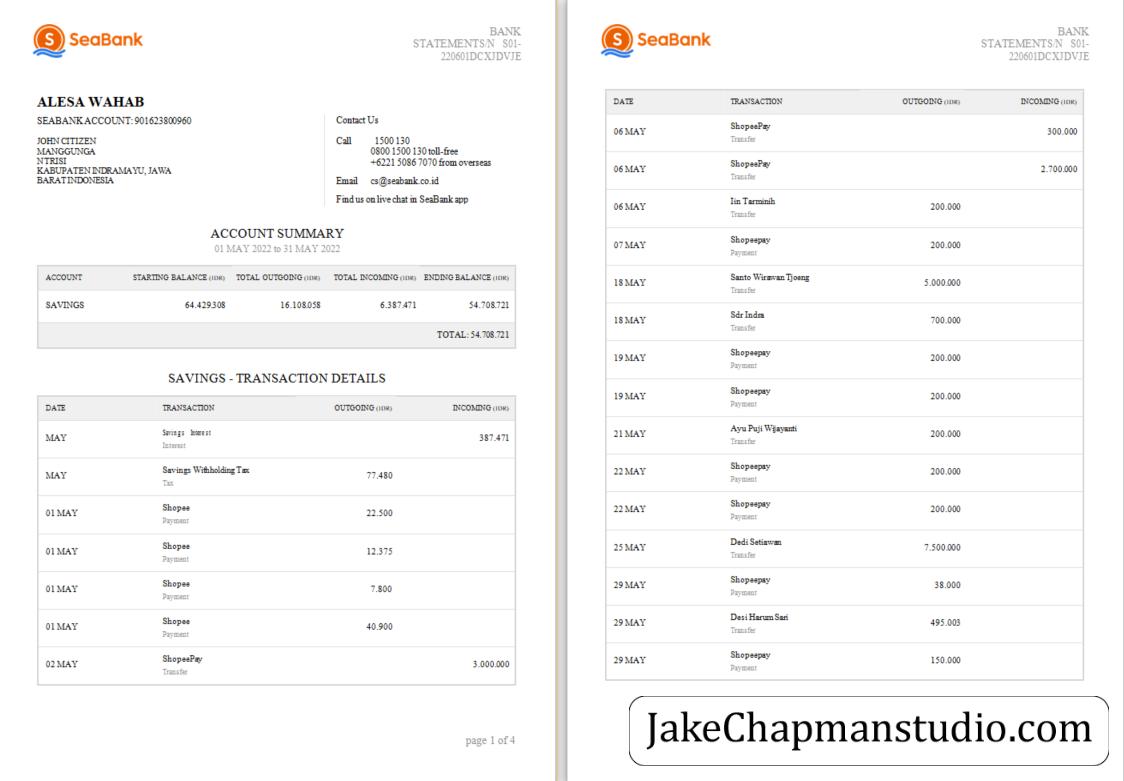 SeaBank
BANK
STATEMENTS/N S01-
220601DCXJDVJE
ALESA WAHAB
SEABANK ACCOUNT: 901623800960
JOHN CITIZEN
MANGGUNGA
NTRISI
KABUPATEN INDRAMAYU, JAWA
BARAT INDONESIA
Contact Us
Call 1500 130
0800 1500 130 toll-free
+6221 5086 7070 from overseas
Email cs@seabank.co.id
Find us on live chat in SeaBank app
ACCOUNT SUMMARY
01 MAY 2022 to 31 MAY 2022
ACCOUNT STARTING BALANCE (IDR) TOTAL OUTGOING (IDR) TOTAL INCOMING (IDR) ENDING BALANCE (IDR)
SAVINGS 64.429.308 16.108.058 6.387.471 54.708.721
TOTAL: 54.708.721
SAVINGS - TRANSACTION DETAILS
DATE TRANSACTION OUTGOING (IDR) INCOMING (IDR)
MAY Savings Interest 387.471
Interest
MAY Savings Withholding Tax 77.480
Tax
01 MAY Shopee 22.500
Payment
01 MAY Shopee 12.375
Payment
01 MAY Shopee 7.800
Payment
01 MAY Shopee 40.900
Payment
02 MAY ShopeePay 3.000.000
Transfer
page 1 of 4
SeaBank
BANK
STATEMENTS/N S01-
220601DCXJDVJE
DATE TRANSACTION OUTGOING (IDR) INCOMING (IDR)
06 MAY ShopeePay 300.000
Transfer
06 MAY ShopeePay 2.700.000
Transfer
06 MAY Iin Tarminih 200.000
Transfer
07 MAY Shopeepay 200.000
Payment
18 MAY Santo Wirawan Tjoeng 5.000.000
Transfer
18 MAY Sdr Indra 700.000
Transfer
19 MAY Shopeepay 200.000
Payment
19 MAY Shopeepay 200.000
Payment
21 MAY Ayu Puji Wijayanti 200.000
Transfer
22 MAY Shopeepay 200.000
Payment
22 MAY Shopeepay 200.000
Payment
25 MAY Dedi Setiawan 7.500.000
Transfer
29 MAY Shopeepay 38.000
Payment
29 MAY Desi Harum Sari 495.003
Transfer
29 MAY Shopeepay 150.000
Payment
JakeChapmanstudio.com